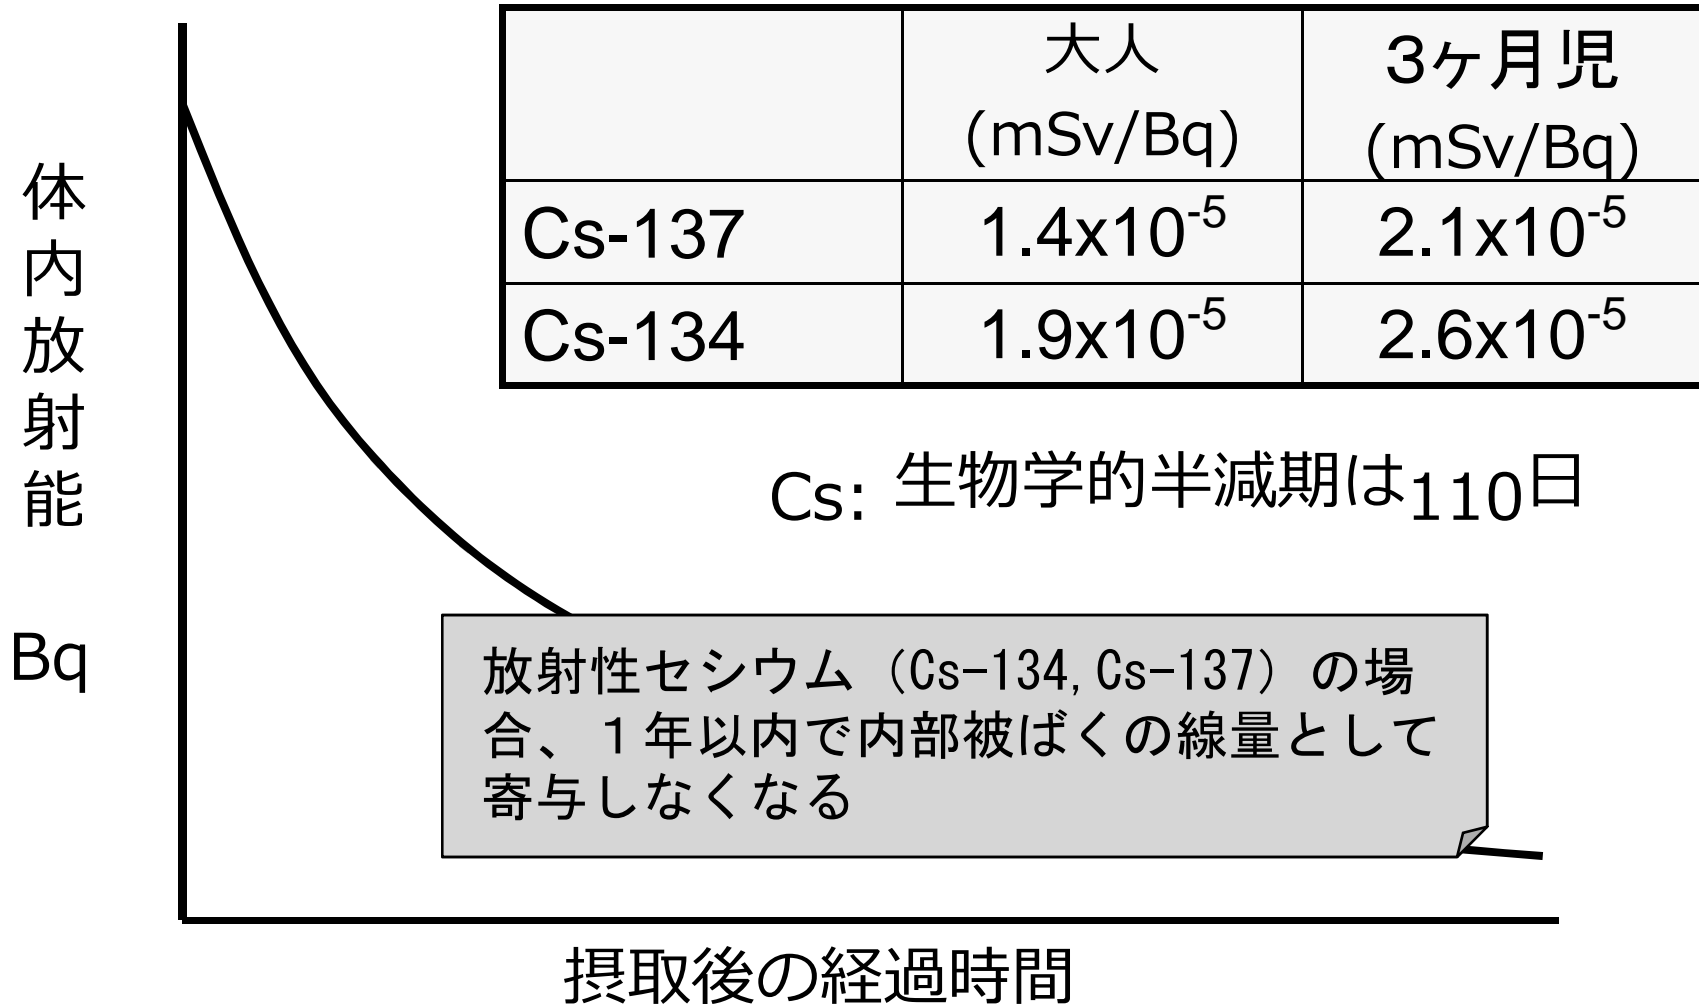 大人
(mSv/Bq)
3ヶ月児
(mSv/Bq)
Cs-137 1.4x10⁻⁵ 2.1x10⁻⁵
Cs-134 1.9x10⁻⁵ 2.6x10⁻⁵
Cs: 生物学的半減期は110日
体内放射能
Bq
放射性セシウム（Cs-134,Cs-137）の場
合、１年以内で内部被ばくの線量として
寄与しなくなる
摂取後の経過時間